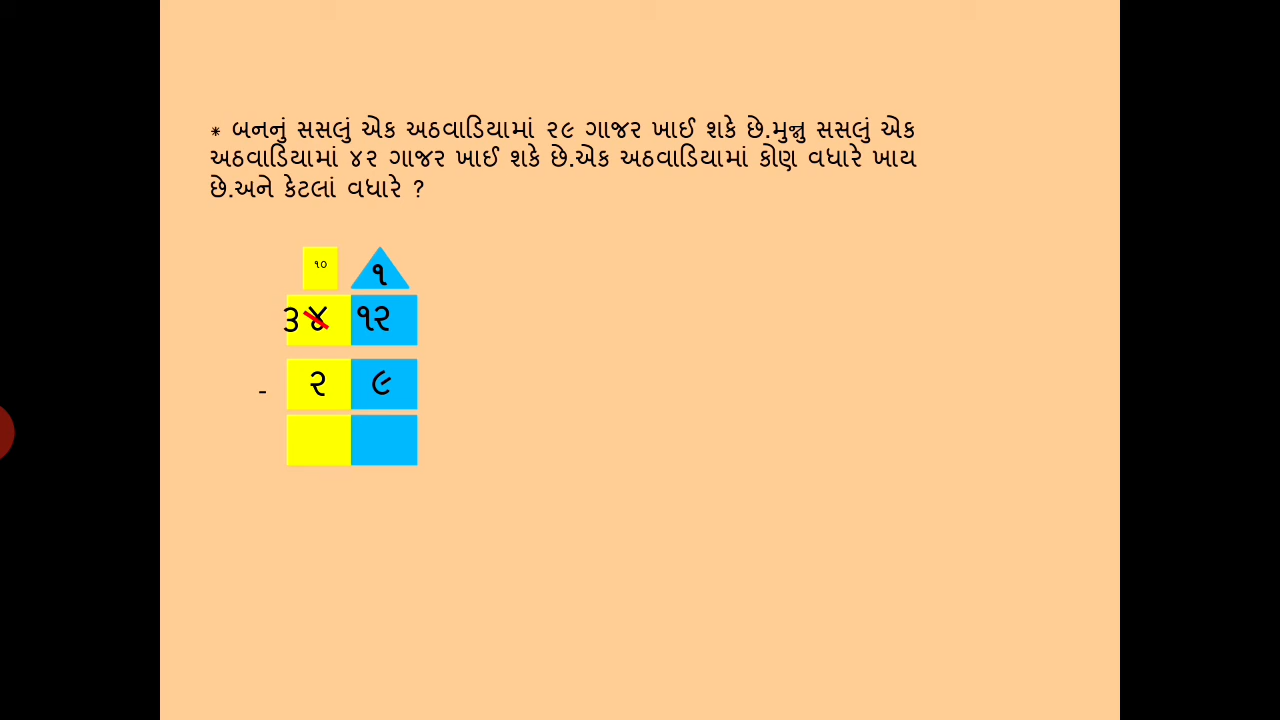 * બનનું સસલું એક અઠવાડિયામાં ૨૯ ગાજર ખાઈ શકે છે.મુન્નુ સસલું એક
અઠવાડિયામાં ૪૨ ગાજર ખાઈ શકે છે.એક અઠવાડિયામાં કોણ વધારે ખાય
છે.અને કેટલાં વધારે ?
૧૦ ૧
૩ ૪ ૧૨
- ૨ ૯